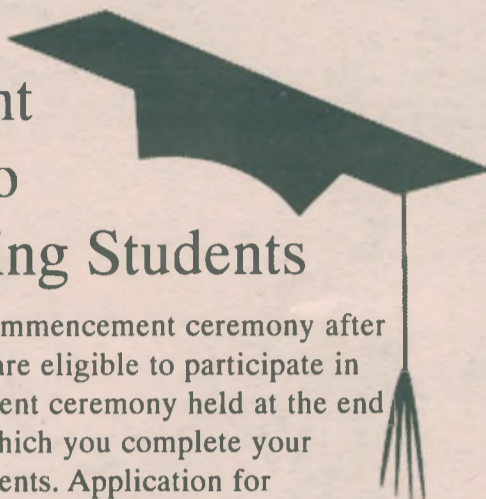 nt
o
ing Students
mmencement ceremony after
are eligible to participate in
ent ceremony held at the end
hich you complete your
ents. Application for